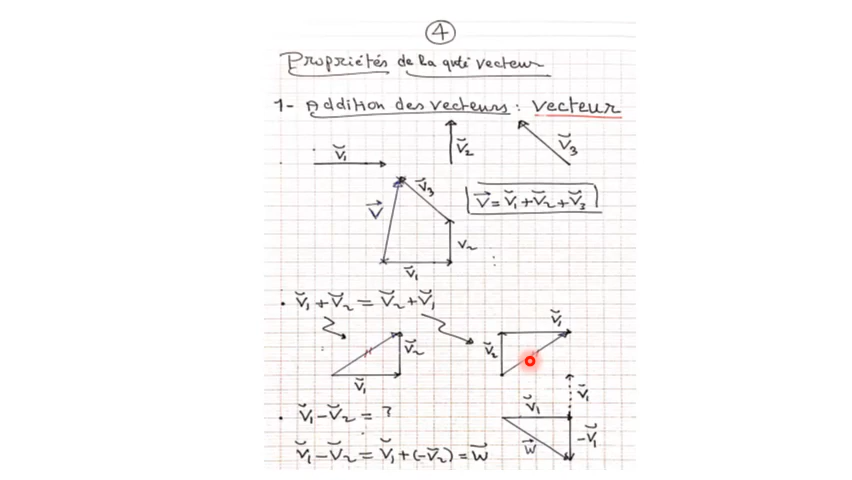 4
Propriétés de la qnté vecteur
1- Addition des vecteurs : vecteur
V₁
V₂
V₃
V
V₃
V = V₁ + V₂ + V₃
V₂
V₁
• V₁ + V₂ = V₂ + V₁
V₂
V₁
V₁
V₂
• V₁ - V₂ = ?
V₁
V₁
-V₁
W
V₁ - V₂ = V₁ + (-V₂) = W